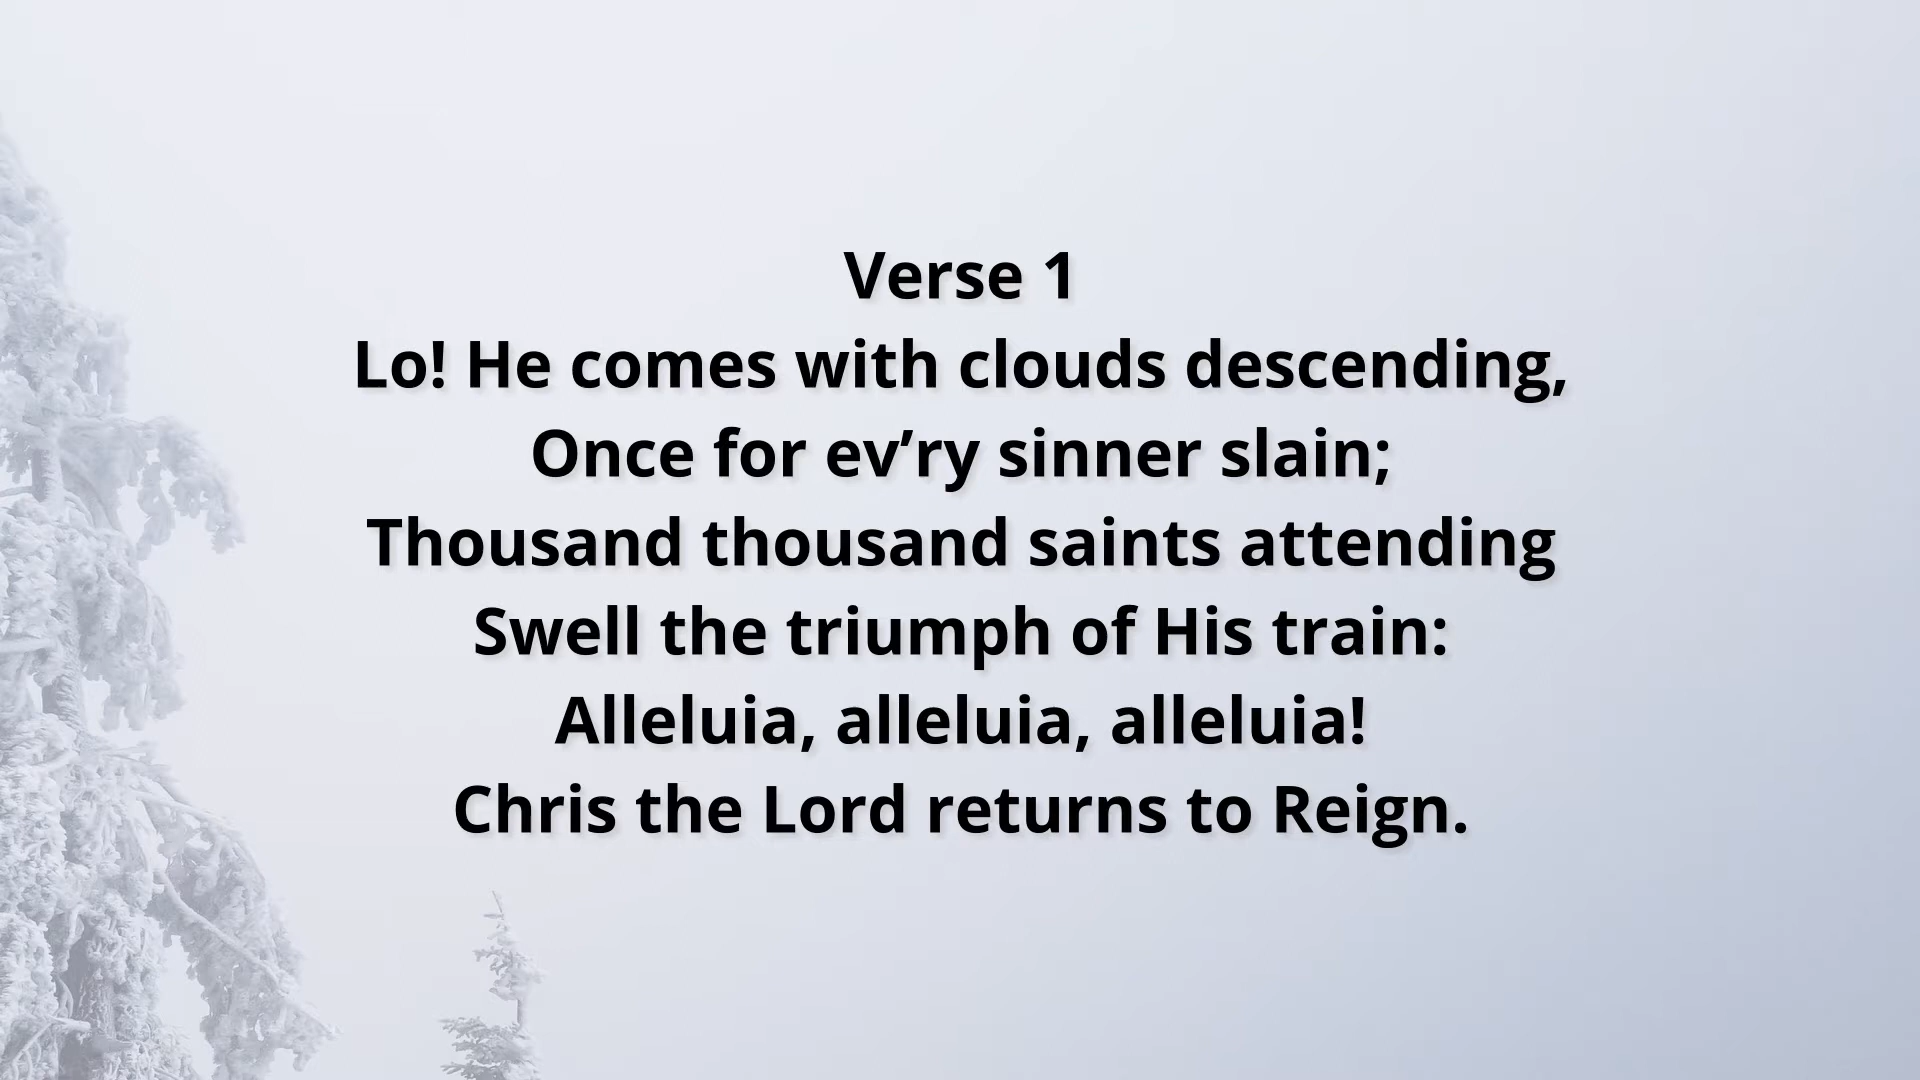 Verse 1
Lo! He comes with clouds descending,
Once for ev’ry sinner slain;
Thousand thousand saints attending
Swell the triumph of His train:
Alleluia, alleluia, alleluia!
Chris the Lord returns to Reign.